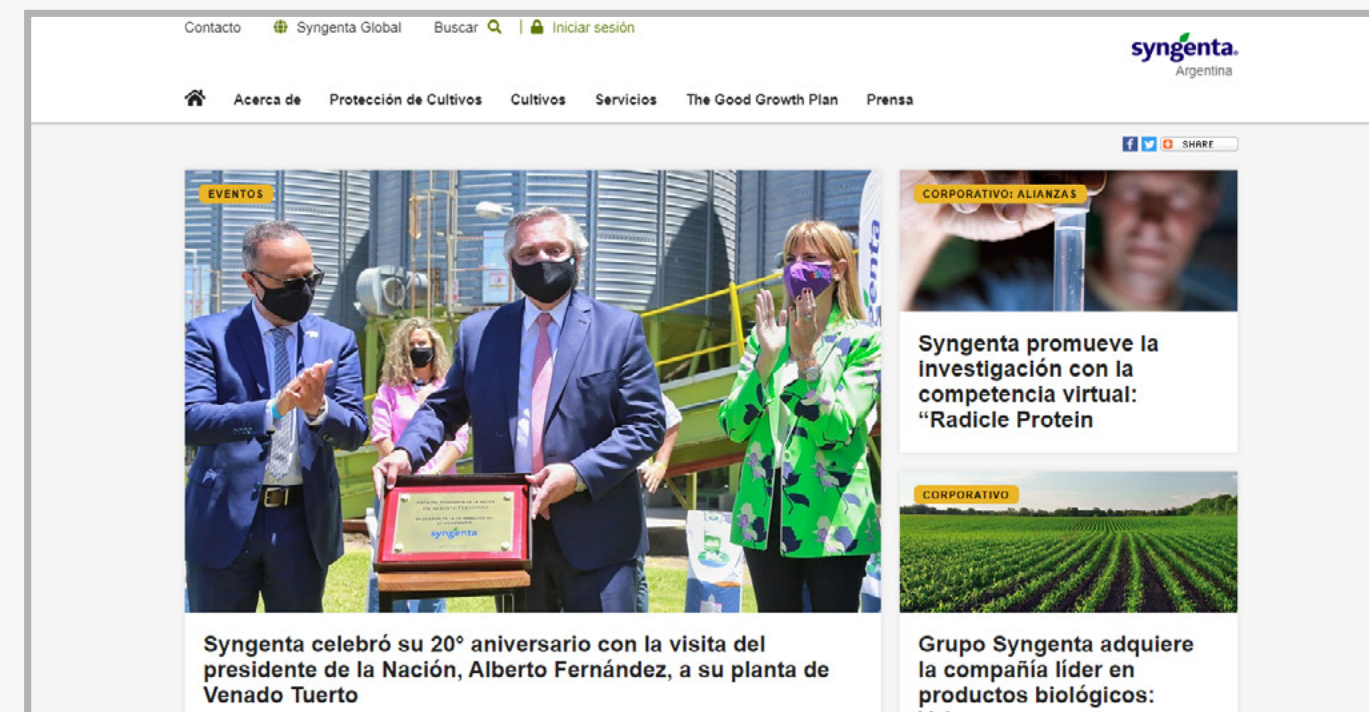 Contacto Syngenta Global Buscar | Iniciar sesión
syngenta.
Argentina
Acerca de Protección de Cultivos Cultivos Servicios The Good Growth Plan Prensa
SHARE
EVENTOS
syngenta
Syngenta celebró su 20° aniversario con la visita del
presidente de la Nación, Alberto Fernández, a su planta de
Venado Tuerto
CORPORATIVO: ALIANZAS
Syngenta promueve la
investigación con la
competencia virtual:
“Radicle Protein
CORPORATIVO
Grupo Syngenta adquiere
la compañía líder en
productos biológicos: